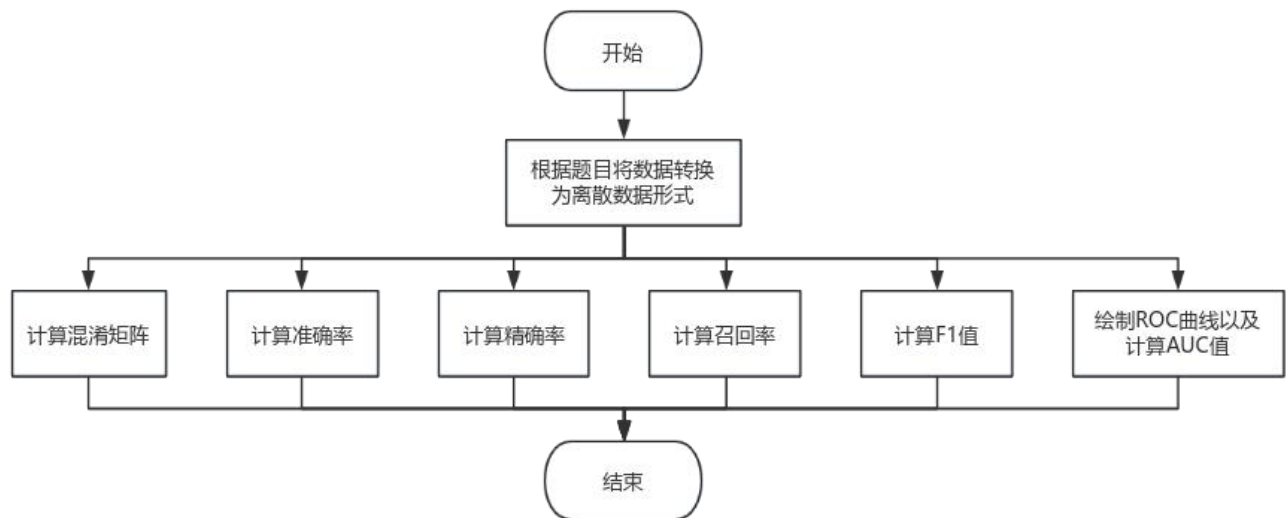 开始
根据题目将数据转换
为离散数据形式
计算混淆矩阵
计算准确率
计算精确率
计算召回率
计算F1值
绘制ROC曲线以及
计算AUC值
结束